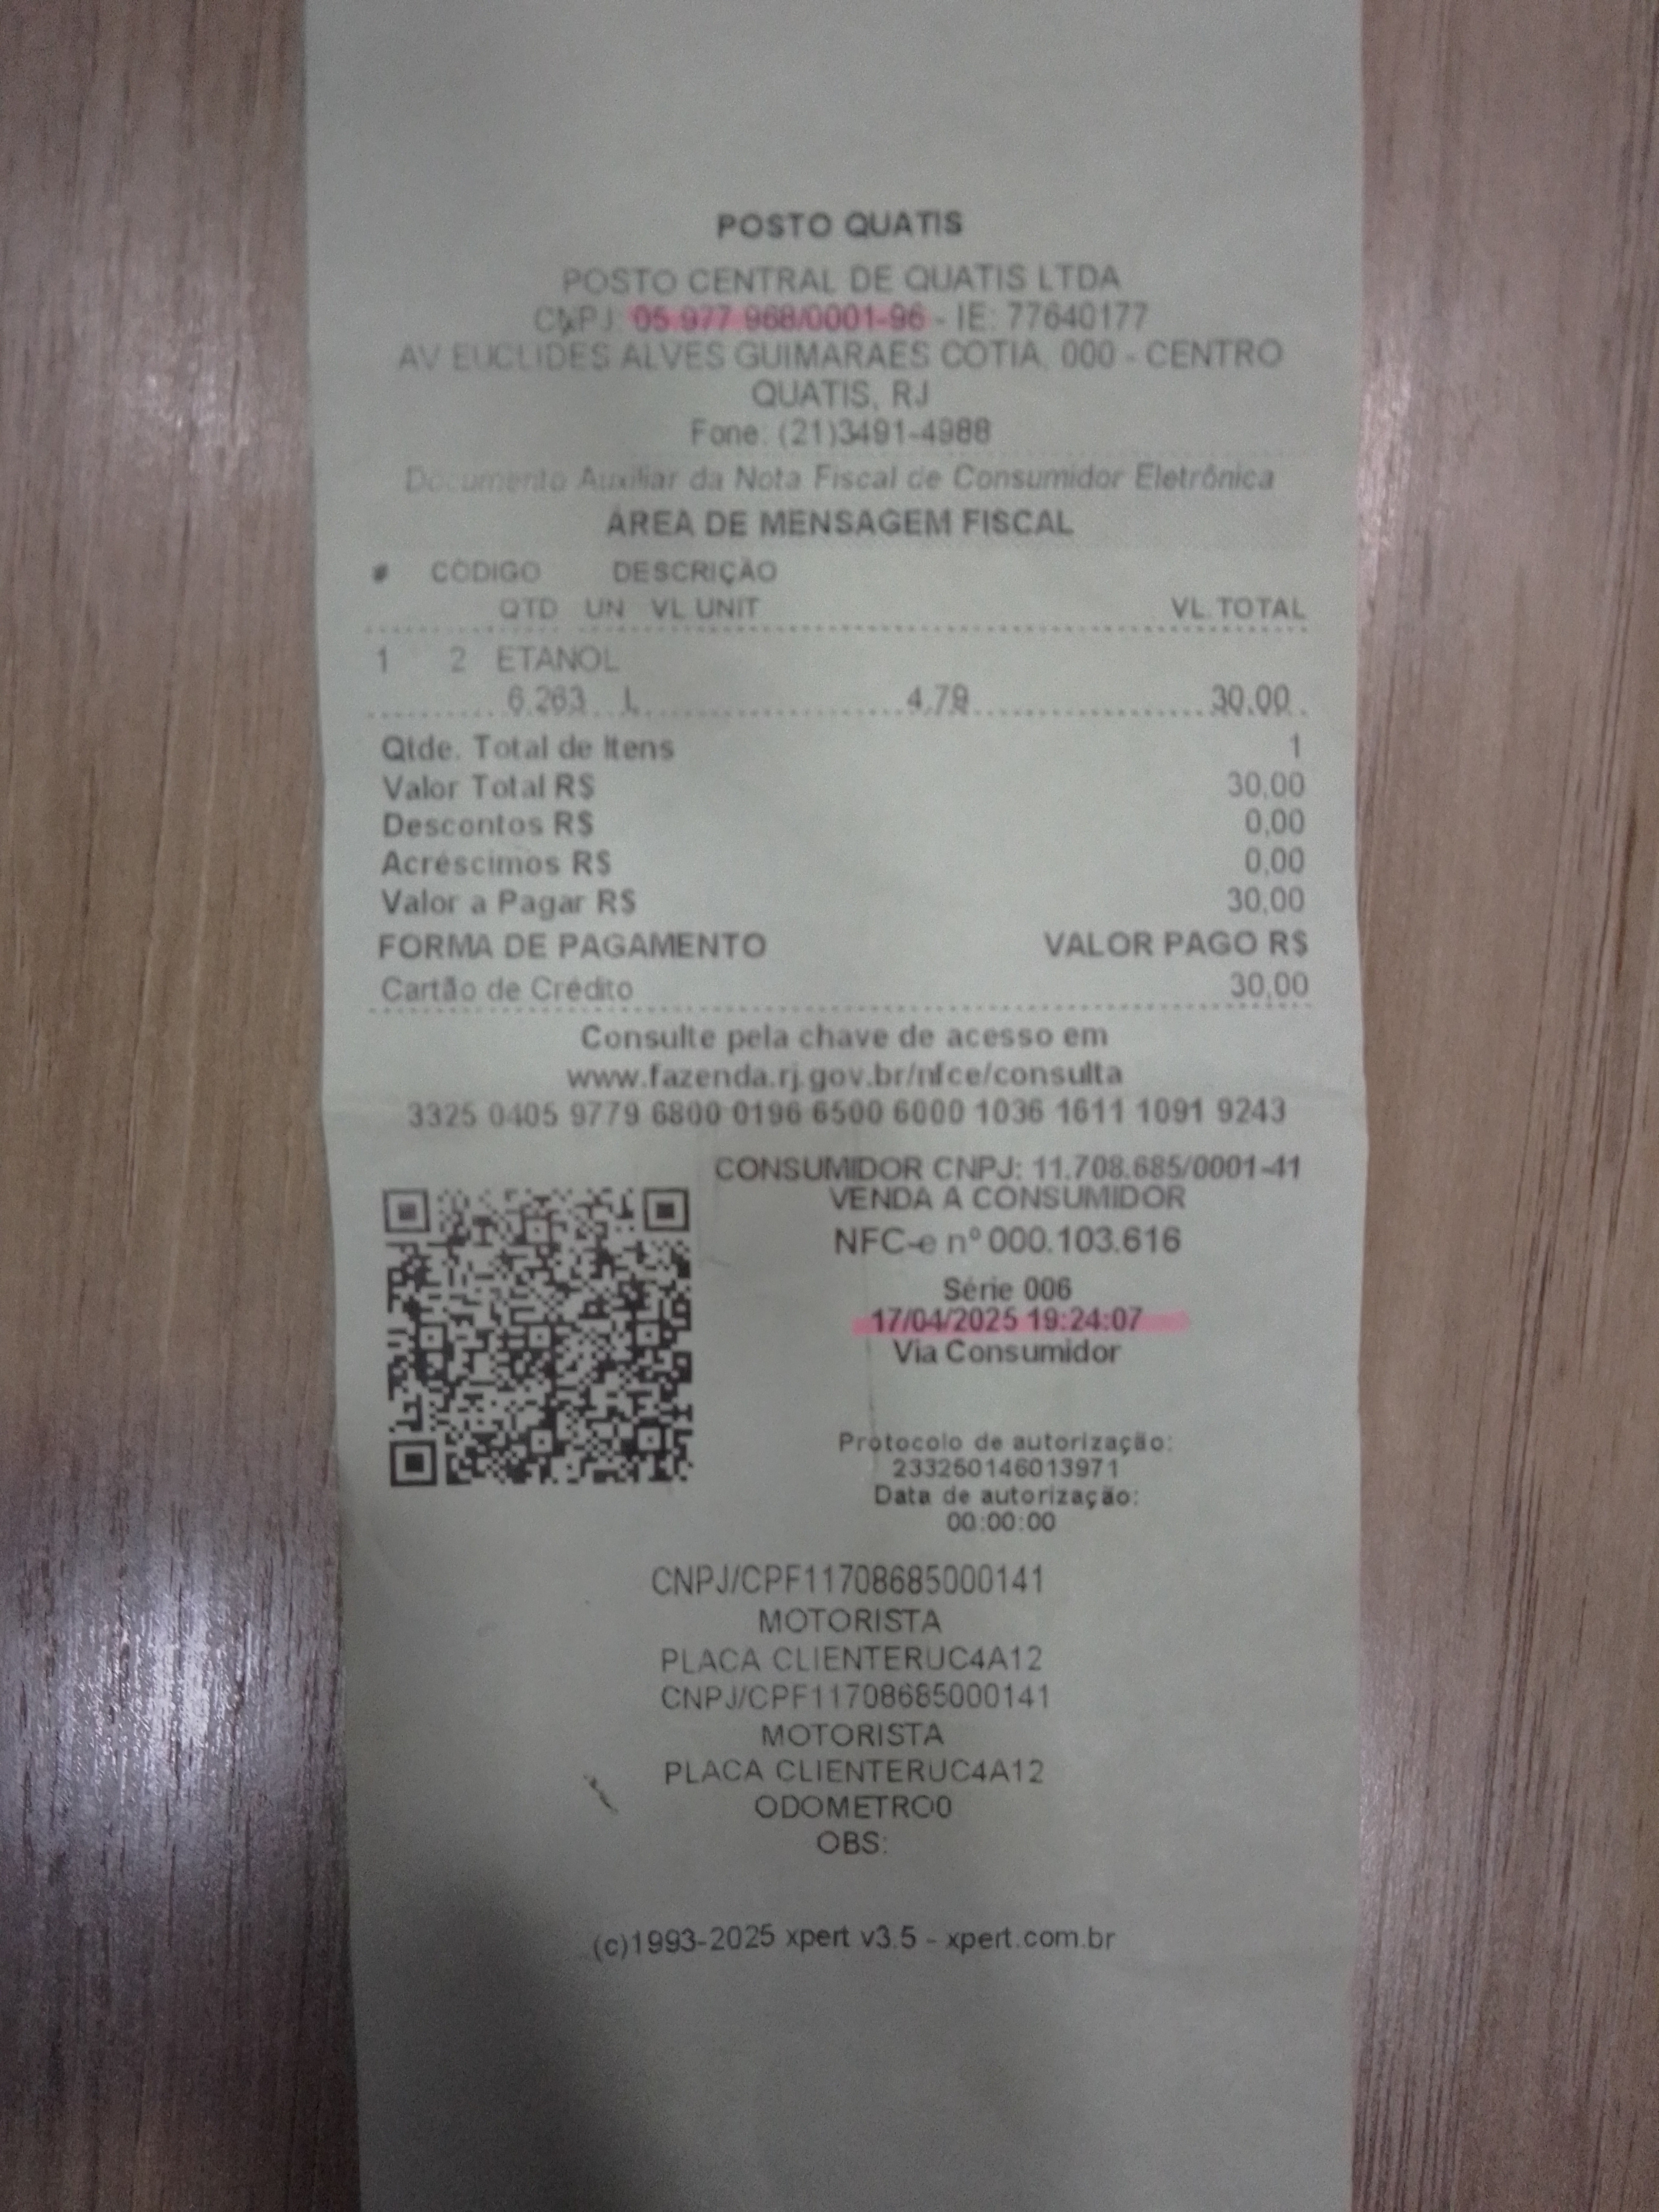 POSTO QUATIS
POSTO CENTRAL DE QUATIS LTDA
CNPJ: 05.977.968/0001-96 - IE: 77640177
AV EUCLIDES ALVES GUIMARAES COTIA, 000 - CENTRO
QUATIS, RJ
Fone: (21)3491-4988
Documento Auxiliar da Nota Fiscal de Consumidor Eletrônica
ÁREA DE MENSAGEM FISCAL
# CÓDIGO DESCRIÇÃO
QTD UN VL.UNIT VL.TOTAL
1 2 ETANOL
6.263 L 4.79 30.00
Qtde. Total de Itens 1
Valor Total R$ 30,00
Descontos R$ 0,00
Acréscimos R$ 0,00
Valor a Pagar R$ 30,00
FORMA DE PAGAMENTO VALOR PAGO R$
Cartão de Crédito 30,00
Consulte pela chave de acesso em
www.fazenda.rj.gov.br/nfce/consulta
3325 0405 9779 6800 0196 6500 6000 1036 1611 1091 9243
CONSUMIDOR CNPJ: 11.708.685/0001-41
VENDA A CONSUMIDOR
NFC-e nº 000.103.616
Série 006
17/04/2025 19:24:07
Via Consumidor
Protocolo de autorização:
233250146013971
Data de autorização:
00:00:00
CNPJ/CPF11708685000141
MOTORISTA
PLACA CLIENTERUC4A12
CNPJ/CPF11708685000141
MOTORISTA
PLACA CLIENTERUC4A12
ODOMETRO0
OBS:
(c)1993-2025 xpert v3.5 - xpert.com.br